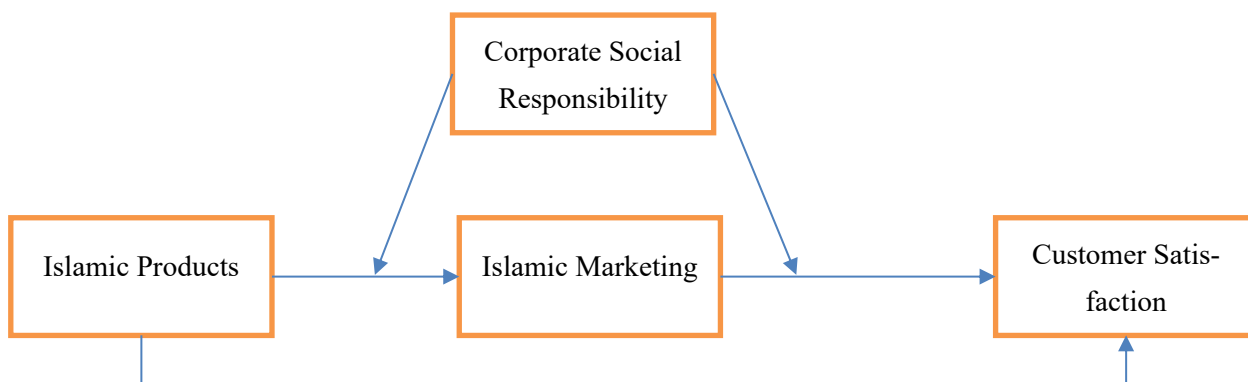 Corporate Social
Responsibility
Islamic Products
Islamic Marketing
Customer Satis-
faction